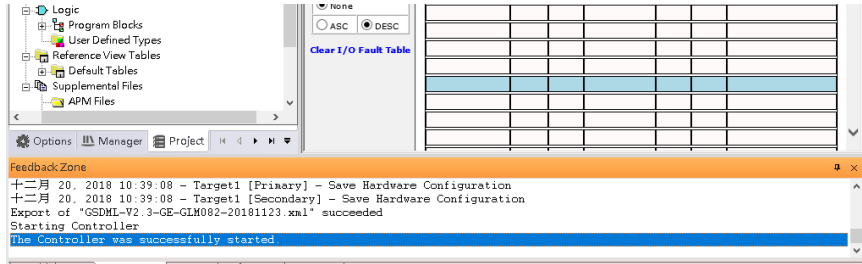 Logic
Program Blocks
User Defined Types
Reference View Tables
Default Tables
Supplemental Files
APM Files
Options Manager Project
None
ASC DESC
Clear I/O Fault Table
Feedback Zone
十二月 20, 2018 10:39:08 - Target1 [Primary] - Save Hardware Configuration
十二月 20, 2018 10:39:08 - Target1 [Secondary] - Save Hardware Configuration
Export of "GSDML-V2.3-GE-GLM082-20181123.xml" succeeded
Starting Controller
The Controller was successfully started.